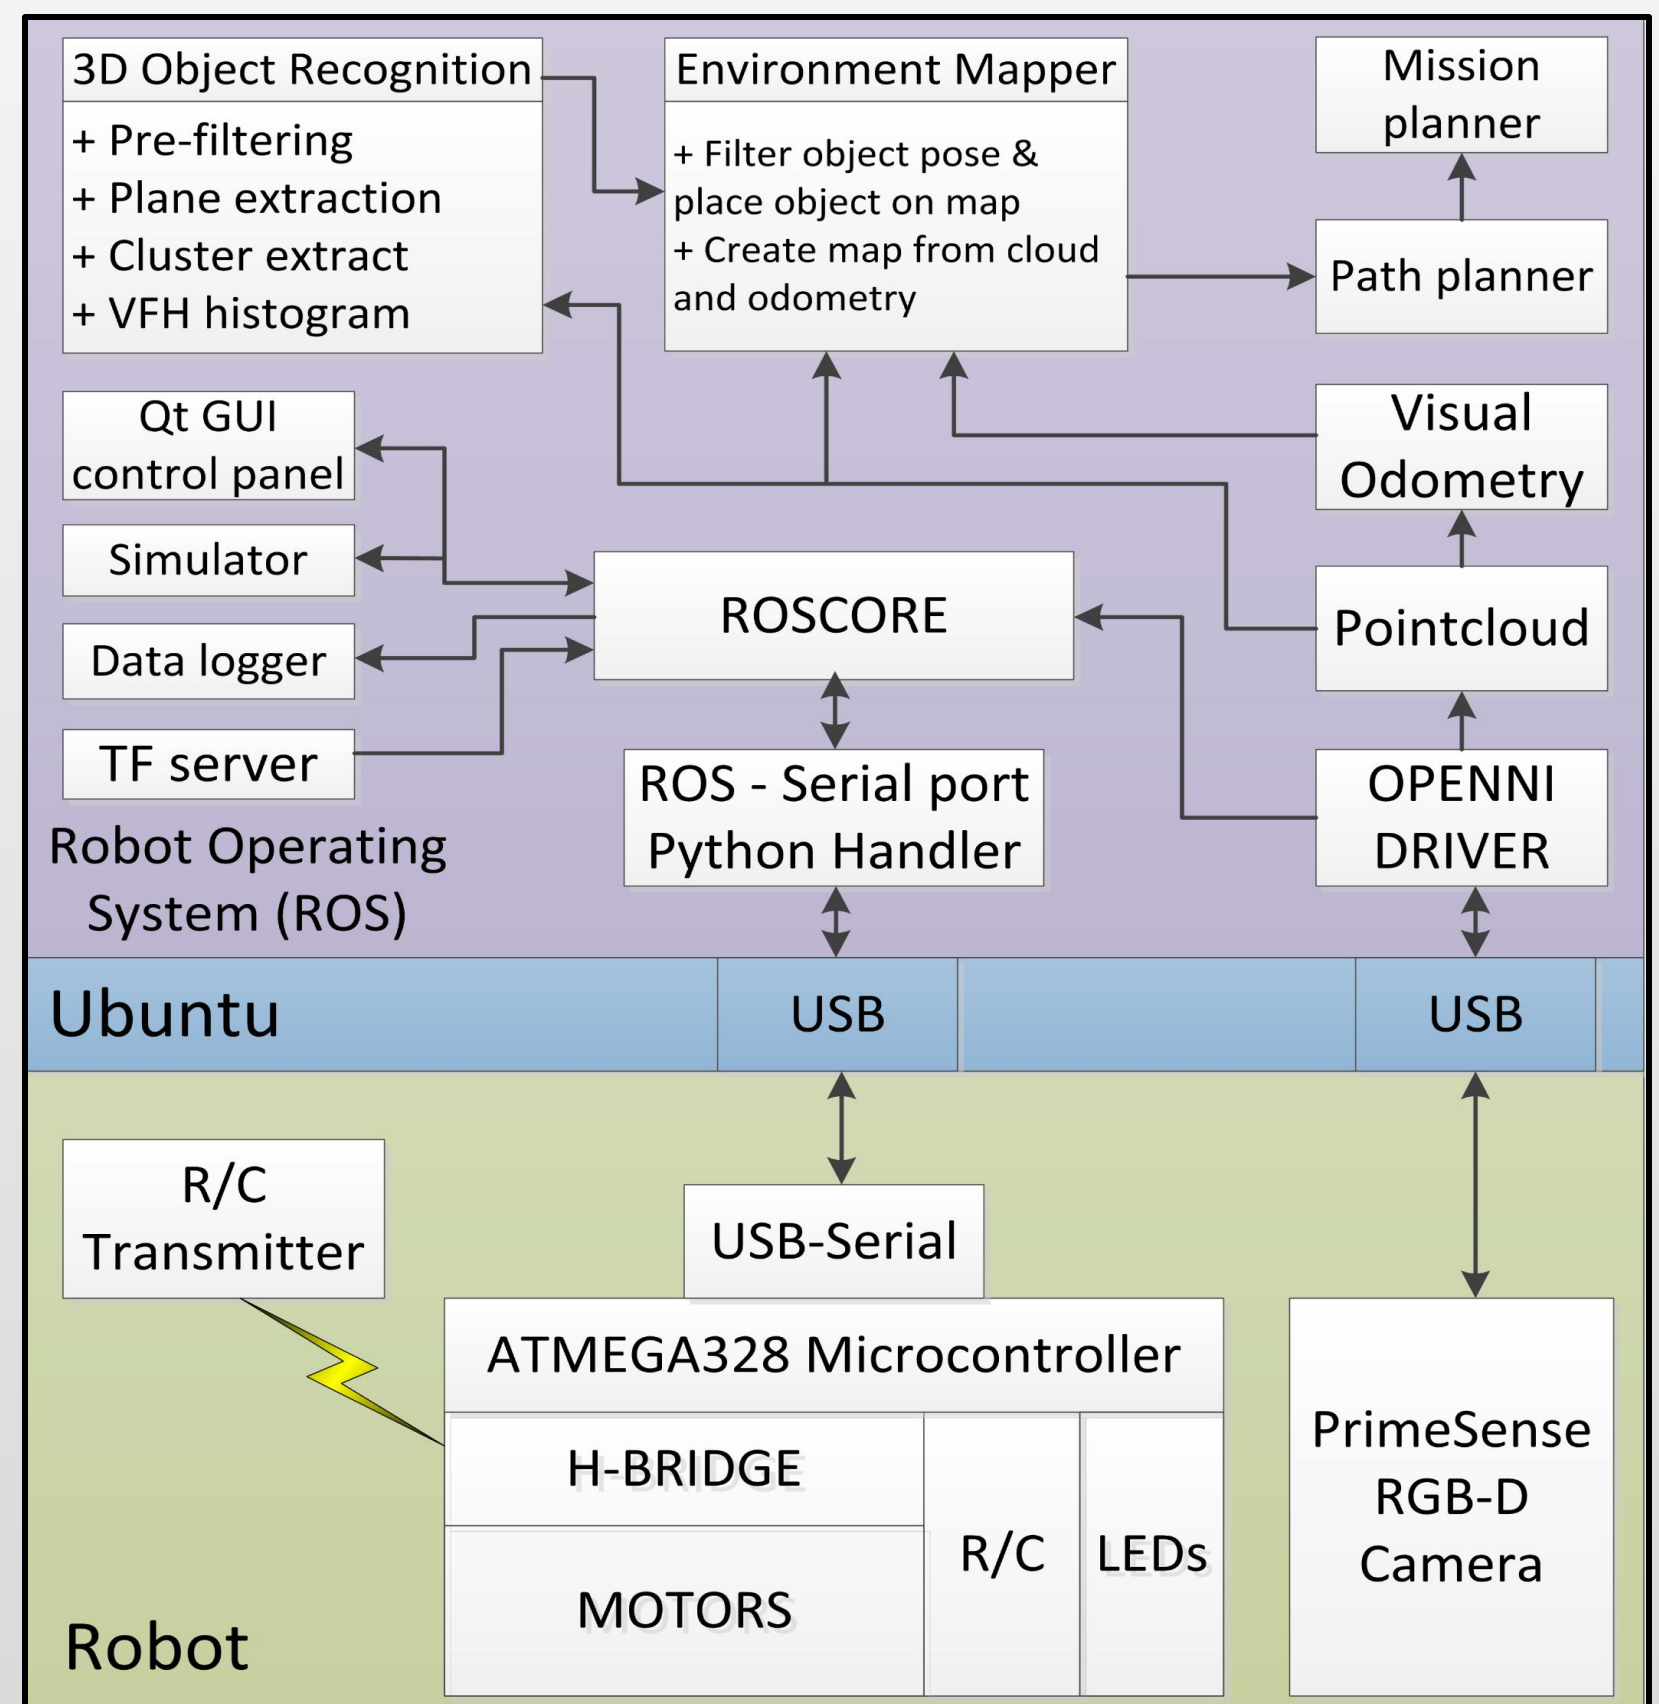 3D Object Recognition
+ Pre-filtering
+ Plane extraction
+ Cluster extract
+ VFH histogram
Environment Mapper
+ Filter object pose &
place object on map
+ Create map from cloud
and odometry
Mission
planner
Path planner
Qt GUI
control panel
Visual
Odometry
Simulator
ROSCORE
Pointcloud
Data logger
TF server
ROS - Serial port
Python Handler
OPENNI
DRIVER
Robot Operating
System (ROS)
Ubuntu
USB
USB
R/C
Transmitter
USB-Serial
ATMEGA328 Microcontroller
H-BRIDGE
MOTORS
R/C
LEDs
PrimeSense
RGB-D
Camera
Robot